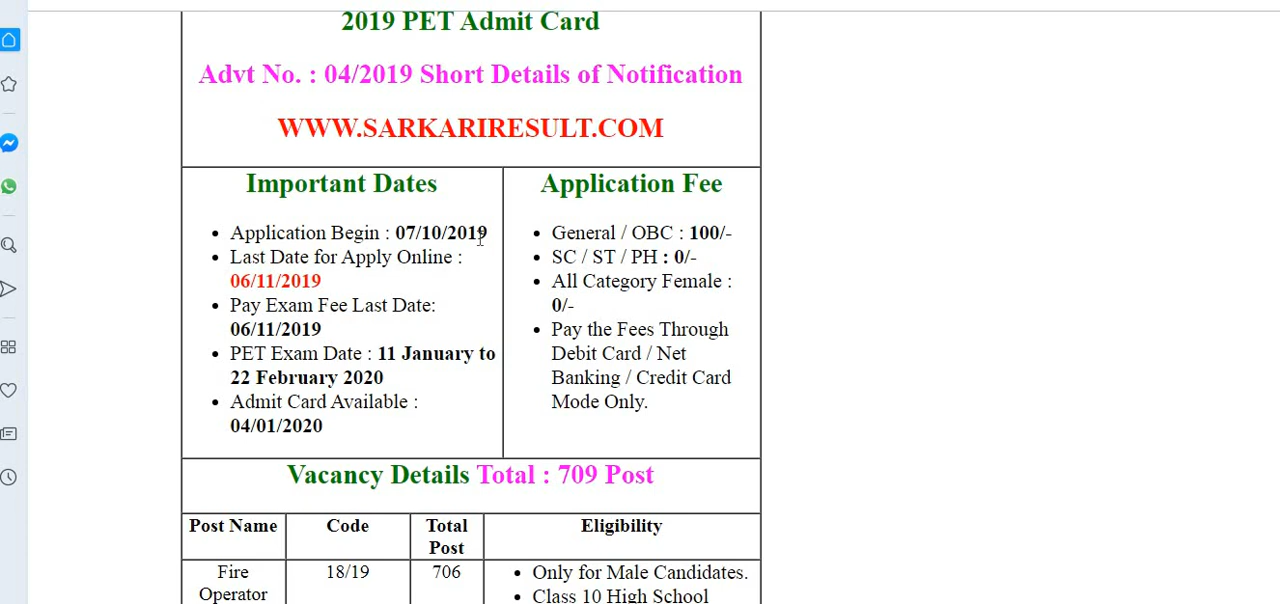 2019 PET Admit Card
Advt No. : 04/2019 Short Details of Notification
WWW.SARKARIRESULT.COM
Important Dates
Application Begin : 07/10/2019
Last Date for Apply Online :
06/11/2019
Pay Exam Fee Last Date:
06/11/2019
PET Exam Date : 11 January to
22 February 2020
Admit Card Available :
04/01/2020
Application Fee
General / OBC : 100/-
SC / ST / PH : 0/-
All Category Female :
0/-
Pay the Fees Through
Debit Card / Net
Banking / Credit Card
Mode Only.
Vacancy Details Total : 709 Post
Post Name
Code
Total
Post
Eligibility
Fire
Operator
18/19
706
Only for Male Candidates.
Class 10 High School